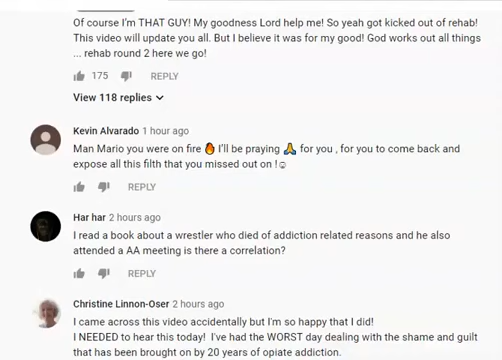 Of course I'm THAT GUY! My goodness Lord help me! So yeah got kicked out of rehab!
This video will update you all. But I believe it was for my good! God works out all things
... rehab round 2 here we go!
175 REPLY
View 118 replies
Kevin Alvarado 1 hour ago
Man Mario you were on fire 🔥 I'll be praying 🙏 for you , for you to come back and
expose all this filth that you missed out on !☺
REPLY
Har har 2 hours ago
I read a book about a wrestler who died of addiction related reasons and he also
attended a AA meeting is there a correlation?
REPLY
Christine Linnon-Oser 2 hours ago
I came across this video accidentally but I'm so happy that I did!
I NEEDED to hear this today! I've had the WORST day dealing with the shame and guilt
that has been brought on by 20 years of opiate addiction.